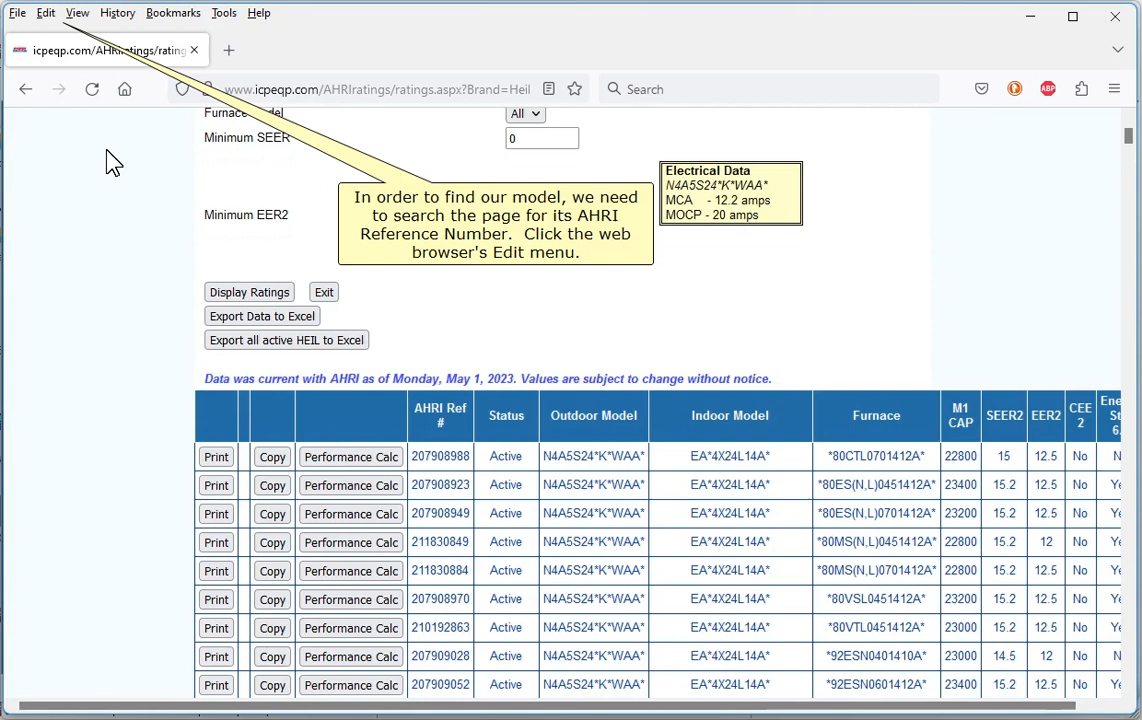 File Edit View History Bookmarks Tools Help
icpeqp.com/AHRIratings/rating
www.icpeqp.com/AHRIratings/ratings.aspx?Brand=Heil
Search
All
Minimum SEER 0
Electrical Data
N4A5S24*K*WAA*
MCA - 12.2 amps
MOCP - 20 amps
In order to find our model, we need
to search the page for its AHRI
Reference Number. Click the web
browser's Edit menu.
Minimum EER2
Display Ratings Exit
Export Data to Excel
Export all active HEIL to Excel
Data was current with AHRI as of Monday, May 1, 2023. Values are subject to change without notice.
AHRI Ref # Status Outdoor Model Indoor Model Furnace M1 CAP SEER2 EER2 CEE 2
Print Copy Performance Calc 207908988 Active N4A5S24*K*WAA* EA*4X24L14A* *80CTL0701412A* 22800 15 12.5 No
Print Copy Performance Calc 207908923 Active N4A5S24*K*WAA* EA*4X24L14A* *80ES(N,L)0451412A* 23400 15.2 12.5 No
Print Copy Performance Calc 207908949 Active N4A5S24*K*WAA* EA*4X24L14A* *80ES(N,L)0701412A* 23200 15.2 12.5 No
Print Copy Performance Calc 211830849 Active N4A5S24*K*WAA* EA*4X24L14A* *80MS(N,L)0451412A* 22800 15.2 12 No
Print Copy Performance Calc 211830884 Active N4A5S24*K*WAA* EA*4X24L14A* *80MS(N,L)0701412A* 22800 15.2 12.5 No
Print Copy Performance Calc 207908970 Active N4A5S24*K*WAA* EA*4X24L14A* *80VSL0451412A* 23200 15.2 12.5 No
Print Copy Performance Calc 210192863 Active N4A5S24*K*WAA* EA*4X24L14A* *80VTL0451412A* 23000 15.2 12.5 No
Print Copy Performance Calc 207909028 Active N4A5S24*K*WAA* EA*4X24L14A* *92ESN0401410A* 23000 14.5 12 No
Print Copy Performance Calc 207909052 Active N4A5S24*K*WAA* EA*4X24L14A* *92ESN0601412A* 23400 15.2 12.5 No